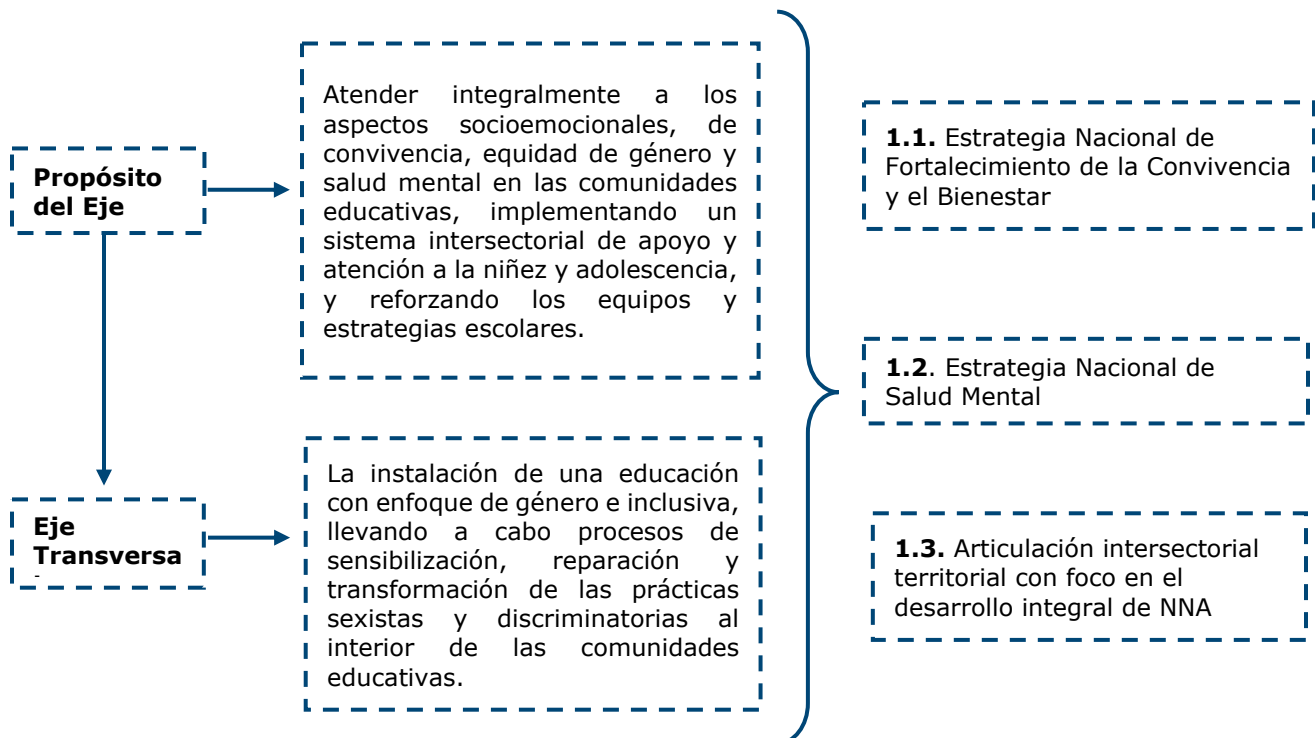 Propósito
del Eje
Atender integralmente a los
aspectos socioemocionales, de
convivencia, equidad de género y
salud mental en las comunidades
educativas, implementando un
sistema intersectorial de apoyo y
atención a la niñez y adolescencia,
y reforzando los equipos y
estrategias escolares.
Eje
Transversa
La instalación de una educación
con enfoque de género e inclusiva,
llevando a cabo procesos de
sensibilización, reparación y
transformación de las prácticas
sexistas y discriminatorias al
interior de las comunidades
educativas.
1.1. Estrategia Nacional de
Fortalecimiento de la Convivencia
y el Bienestar
1.2. Estrategia Nacional de
Salud Mental
1.3. Articulación intersectorial
territorial con foco en el
desarrollo integral de NNA